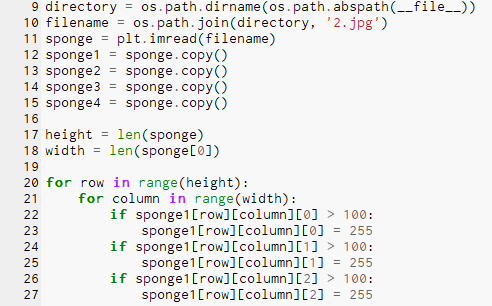 9 directory = os.path.dirname(os.path.abspath(__file__))
10 filename = os.path.join(directory, '2.jpg')
11 sponge = plt.imread(filename)
12 sponge1 = sponge.copy()
13 sponge2 = sponge.copy()
14 sponge3 = sponge.copy()
15 sponge4 = sponge.copy()
16
17 height = len(sponge)
18 width = len(sponge[0])
19
20 for row in range(height):
21     for column in range(width):
22         if sponge1[row][column][0] > 100:
23             sponge1[row][column][0] = 255
24         if sponge1[row][column][1] > 100:
25             sponge1[row][column][1] = 255
26         if sponge1[row][column][2] > 100:
27             sponge1[row][column][2] = 255